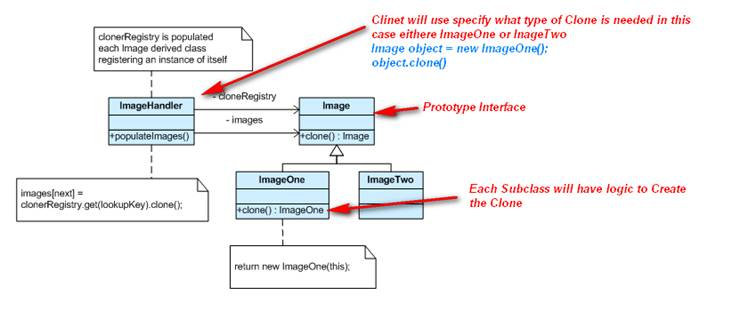 clonerRegistry is populated
each Image derived class
registering an instance of itself
Clinet will use specify what type of Clone is needed in this
case eithere ImageOne or InageTwo
Image object = new ImageOne();
object.clone()
ImageHandler
+populateImages()
- cloneRegistry
- images
Image
+clone() : Image
Prototype Interface
images[next] =
clonerRegistry.get(lookupKey).clone();
ImageOne
+clone() : ImageOne
ImageTwo
Each Subclass will have logic to Create
the Clone
return new ImageOne(this);